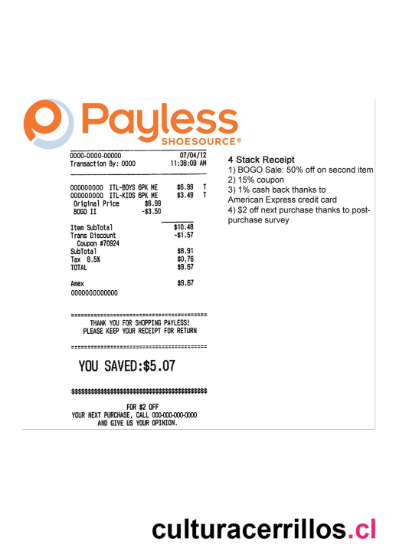 Payless
SHOESOURCE®
0000-0000-00000 07/04/12
Transaction By: 0000 11:38:09 AM
000000000 ITL-BOYS 6PK ME $6.99 T
000000000 ITL-KIDS 6PK ME $3.49 T
Original Price $6.99
BOGO II -$3.50
Item SubTotal $10.48
Trans Discount -$1.57
Coupon #70924
SubTotal $8.91
Tax 8.5% $0.76
TOTAL $9.67
Amex $9.67
0000000000000
THANK YOU FOR SHOPPING PAYLESS!
PLEASE KEEP YOUR RECEIPT FOR RETURN
YOU SAVED:$5.07
$$$$$$$$$$$$$$$$$$$$$$$$$$$$$$$$$$$$$$$$
FOR $2 OFF
YOUR NEXT PURCHASE, CALL 000-000-000-0000
AND GIVE US YOUR OPINION.
4 Stack Receipt
1) BOGO Sale: 50% off on second item
2) 15% coupon
3) 1% cash back thanks to
American Express credit card
4) $2 off next purchase thanks to post-
purchase survey
culturacerrillos.cl